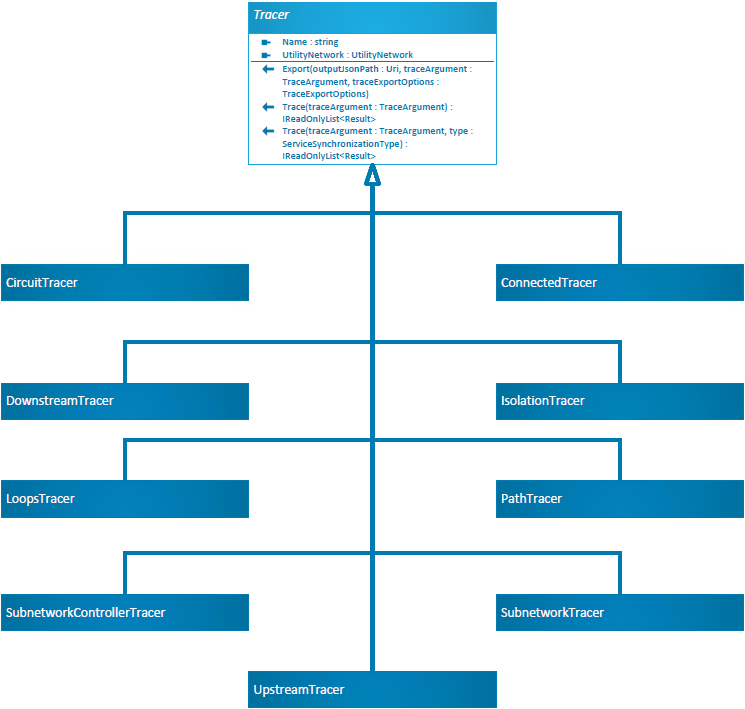 Tracer
Name : string
UtilityNetwork : UtilityNetwork
Export(outputJsonPath : Uri, traceArgument :
TraceArgument, traceExportOptions :
TraceExportOptions)
Trace(traceArgument : TraceArgument) :
IReadOnlyList<Result>
Trace(traceArgument : TraceArgument, type :
ServiceSynchronizationType) :
IReadOnlyList<Result>
CircuitTracer
ConnectedTracer
DownstreamTracer
IsolationTracer
LoopsTracer
PathTracer
SubnetworkControllerTracer
SubnetworkTracer
UpstreamTracer